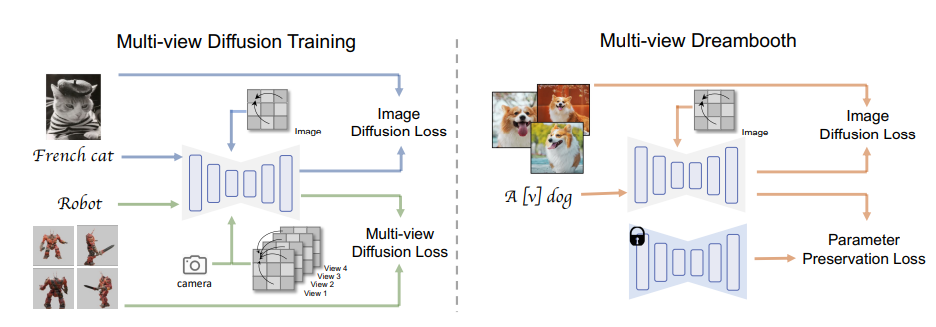 Multi-view Diffusion Training
Image
Image
Diffusion Loss
French cat
Robot
Multi-view
Diffusion Loss
camera
View 4
View 3
View 2
View 1
Multi-view Dreambooth
Image
Image
Diffusion Loss
A [v] dog
Parameter
Preservation Loss